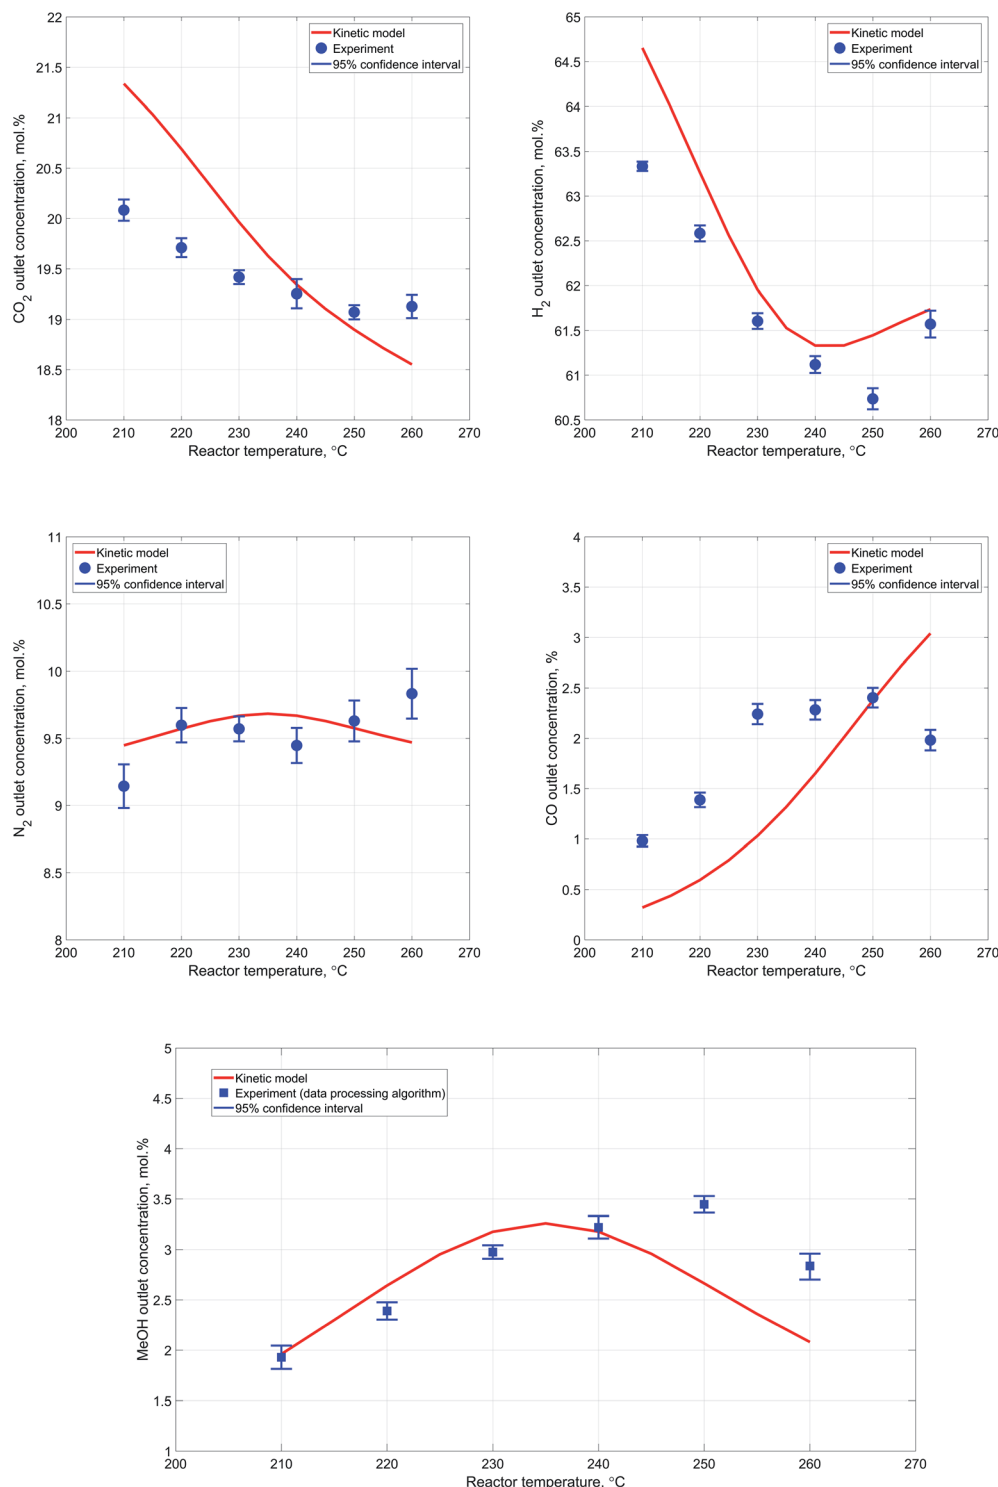 22
21.5
21
20.5
20
19.5
19
18.5
18
200 210 220 230 240 250 260 270
Reactor temperature, °C
CO2 outlet concentration, mol.%
Kinetic model
Experiment
95% confidence interval
65
64.5
64
63.5
63
62.5
62
61.5
61
60.5
200 210 220 230 240 250 260 270
Reactor temperature, °C
H2 outlet concentration, mol.%
Kinetic model
Experiment
95% confidence interval
11
10.5
10
9.5
9
8.5
8
200 210 220 230 240 250 260 270
Reactor temperature, °C
N2 outlet concentration, mol.%
Kinetic model
Experiment
95% confidence interval
4
3.5
3
2.5
2
1.5
1
0.5
0
200 210 220 230 240 250 260 270
Reactor temperature, °C
CO outlet concentration, %
Kinetic model
Experiment
95% confidence interval
5
4.5
4
3.5
3
2.5
2
1.5
1
200 210 220 230 240 250 260 270
Reactor temperature, °C
MeOH outlet concentration, mol.%
Kinetic model
Experiment (data processing algorithm)
95% confidence interval